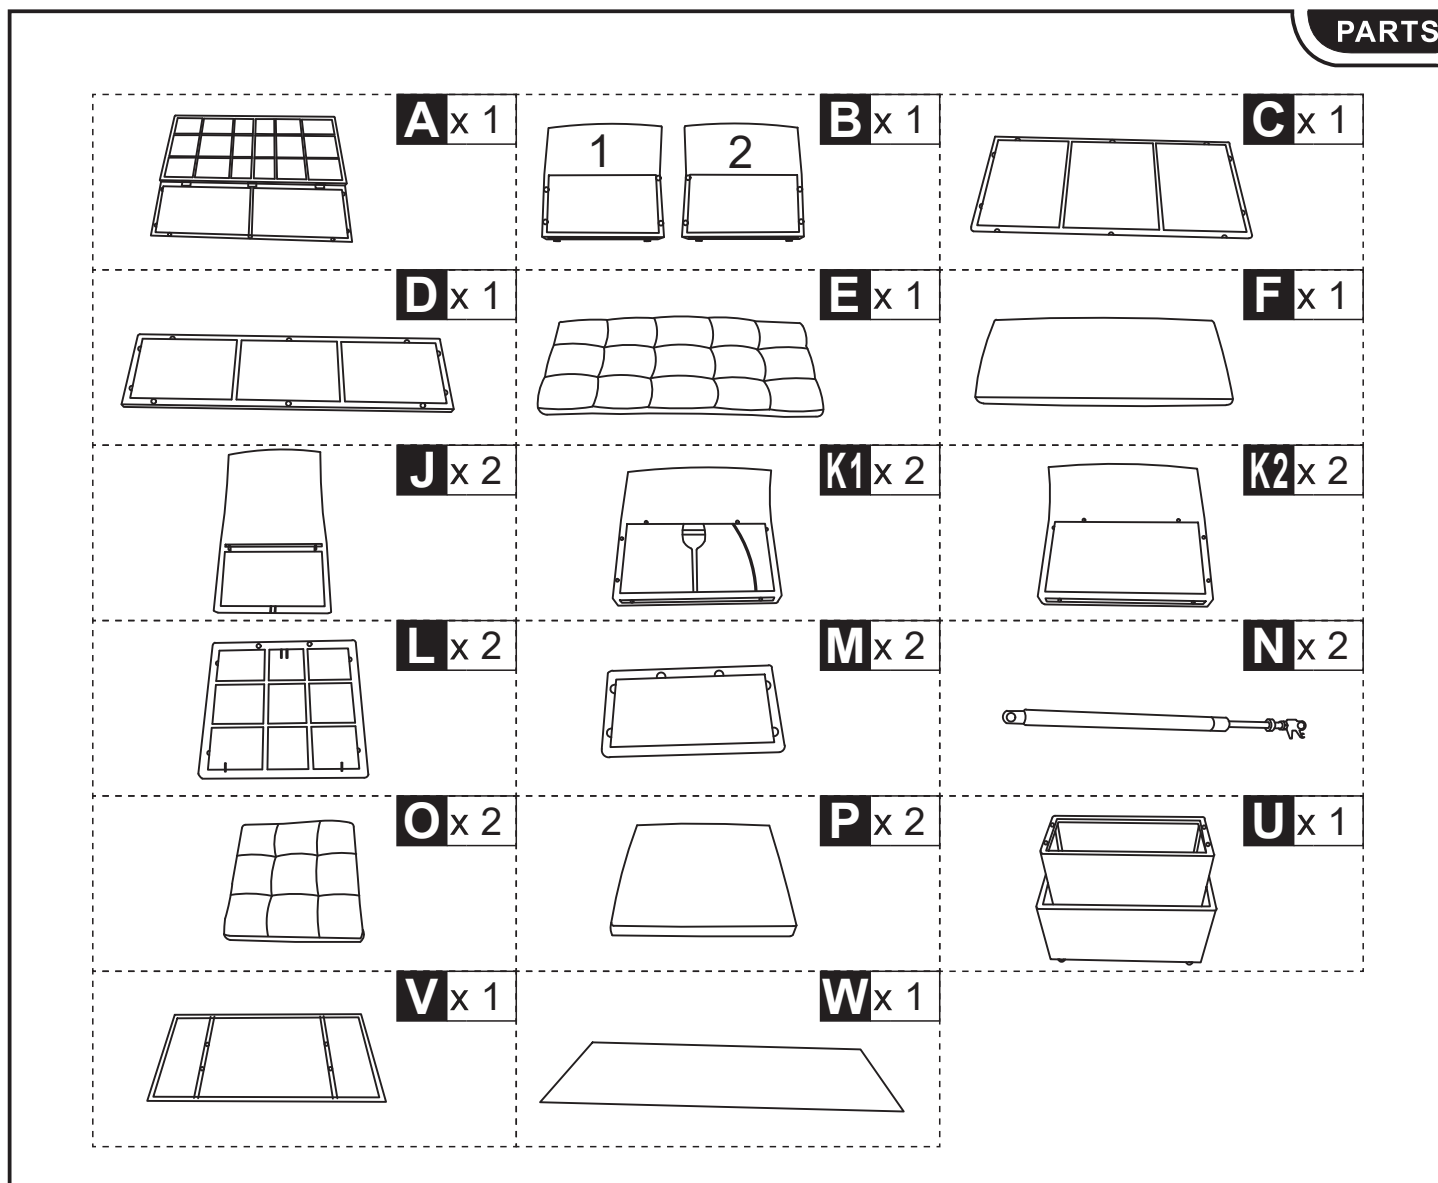 PARTS
A x 1
1 2
B x 1
C x 1
D x 1
E x 1
F x 1
J x 2
K1 x 2
K2 x 2
L x 2
M x 2
N x 2
O x 2
P x 2
U x 1
V x 1
W x 1